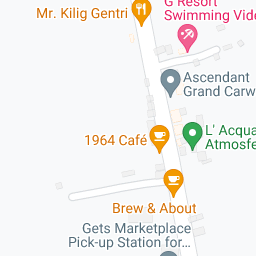 Mr. Kilig Gentri
G Resort
Swimming Vide
Ascendant
Grand Carw
1964 Café
L' Acqua
Atmosfe
Brew & About
Gets Marketplace
Pick-up Station for...